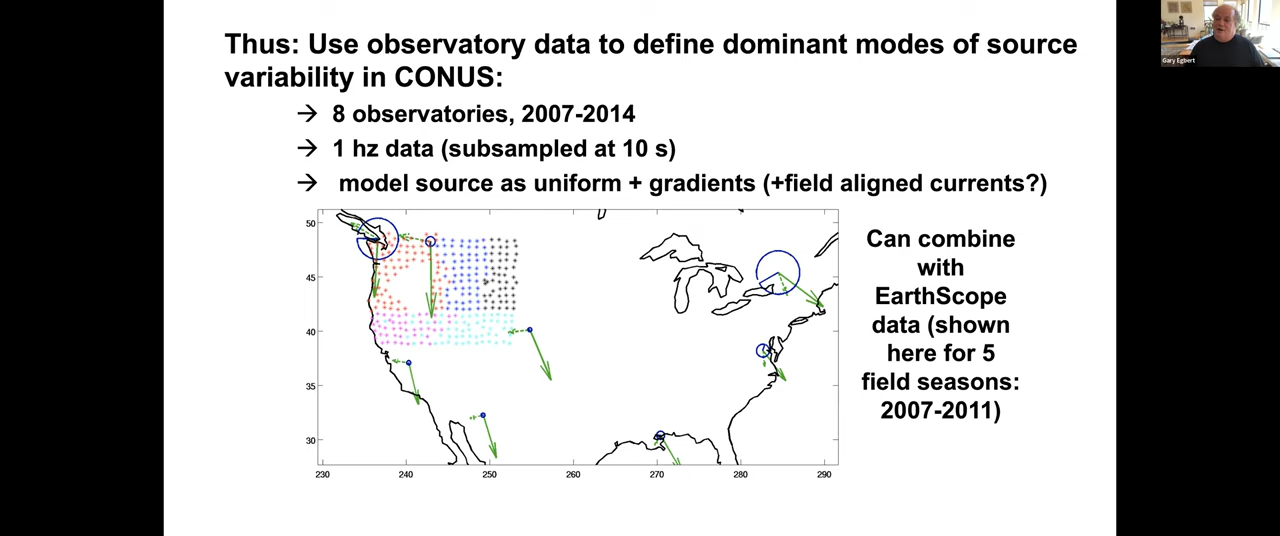 Thus: Use observatory data to define dominant modes of source
variability in CONUS:
→ 8 observatories, 2007-2014
→ 1 hz data (subsampled at 10 s)
→ model source as uniform + gradients (+field aligned currents?)
50
45
40
35
30
230 240 250 260 270 280 290
Can combine
with
EarthScope
data (shown
here for 5
field seasons:
2007-2011)
Gary Egbert